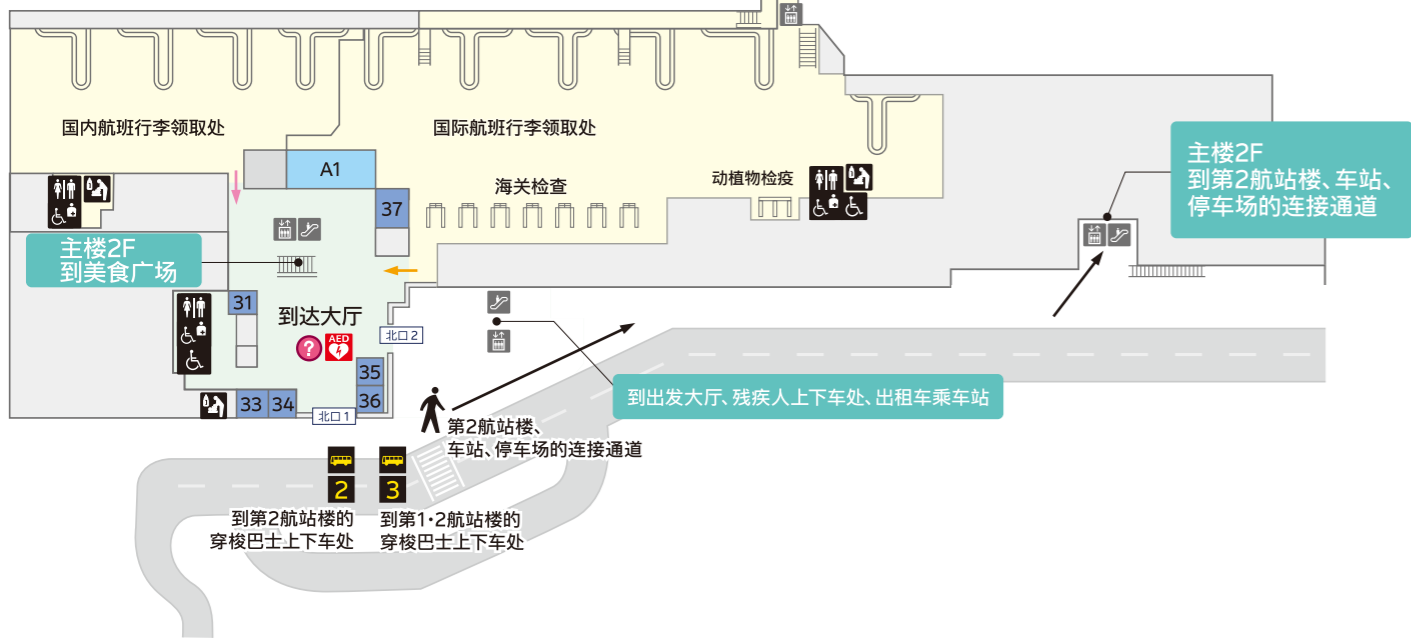 国内航班行李领取处
国际航班行李领取处
A1
37
海关检查
动植物检疫
主楼2F
到第2航站楼、车站、
停车场的连接通道
主楼2F
到美食广场
31
到达大厅
?
AED
北口2
35
36
33
34
北口1
到出发大厅、残疾人上下车处、出租车乘车站
第2航站楼、
车站、停车场的连接通道
2
3
到第2航站楼的
穿梭巴士上下车处
到第1·2航站楼的
穿梭巴士上下车处